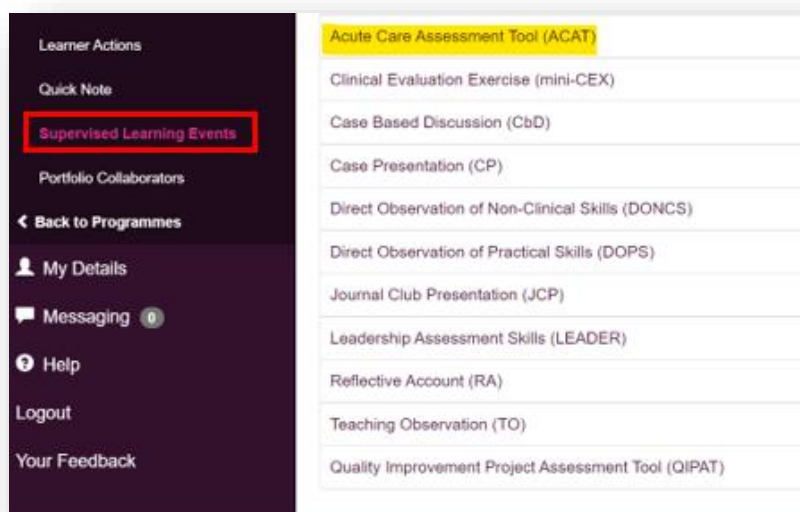 Learner Actions
Quick Note
Supervised Learning Events
Portfolio Collaborators
Back to Programmes
My Details
Messaging 0
Help
Logout
Your Feedback
Acute Care Assessment Tool (ACAT)
Clinical Evaluation Exercise (mini-CEX)
Case Based Discussion (CbD)
Case Presentation (CP)
Direct Observation of Non-Clinical Skills (DONCS)
Direct Observation of Practical Skills (DOPS)
Journal Club Presentation (JCP)
Leadership Assessment Skills (LEADER)
Reflective Account (RA)
Teaching Observation (TO)
Quality Improvement Project Assessment Tool (QIPAT)